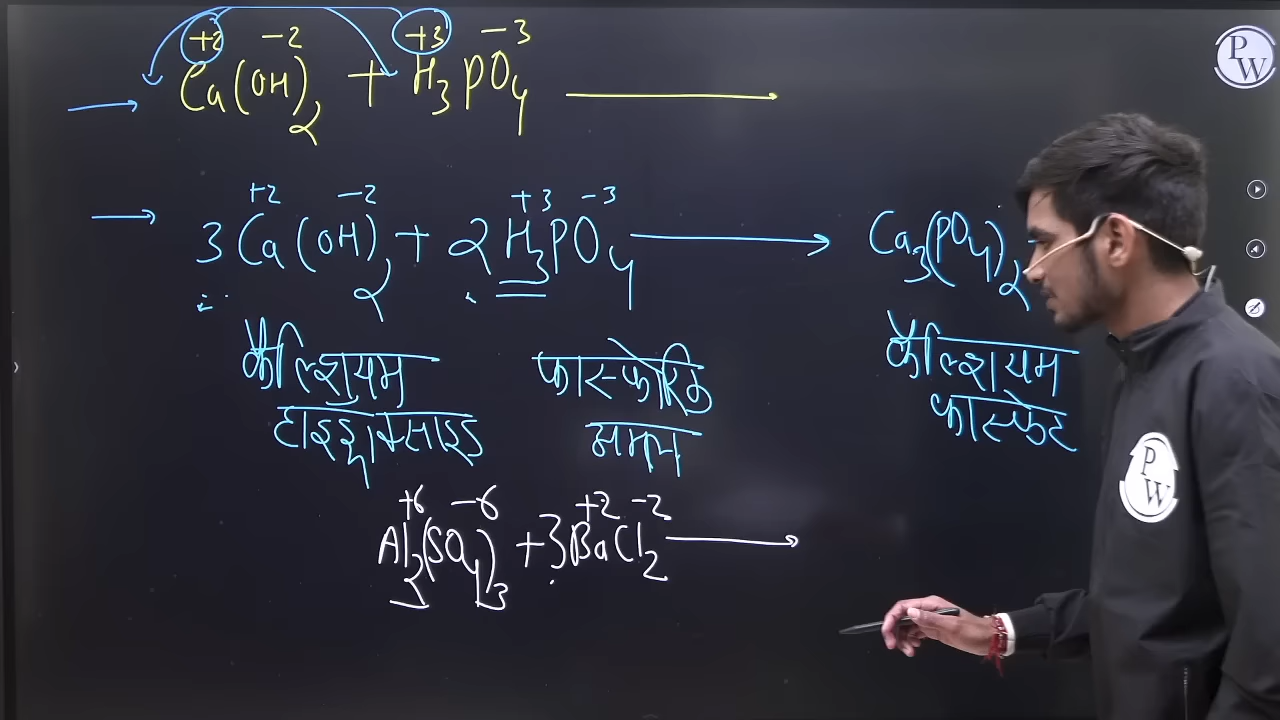 +2 -2 +3 -3
Ca(OH)₂ + H₃PO₄ ⟶
PW
+2 -2 +3 -3
→ 3Ca(OH)₂ + 2H₃PO₄ ⟶ Ca₃(PO₄)₂
कैल्शियम फास्फोरिक कैल्शियम
हाइड्रोक्साइड अम्ल फास्फेट
PW
+6 -6 +2 -2
Al₂(SO₄)₃ + 3BaCl₂ ⟶